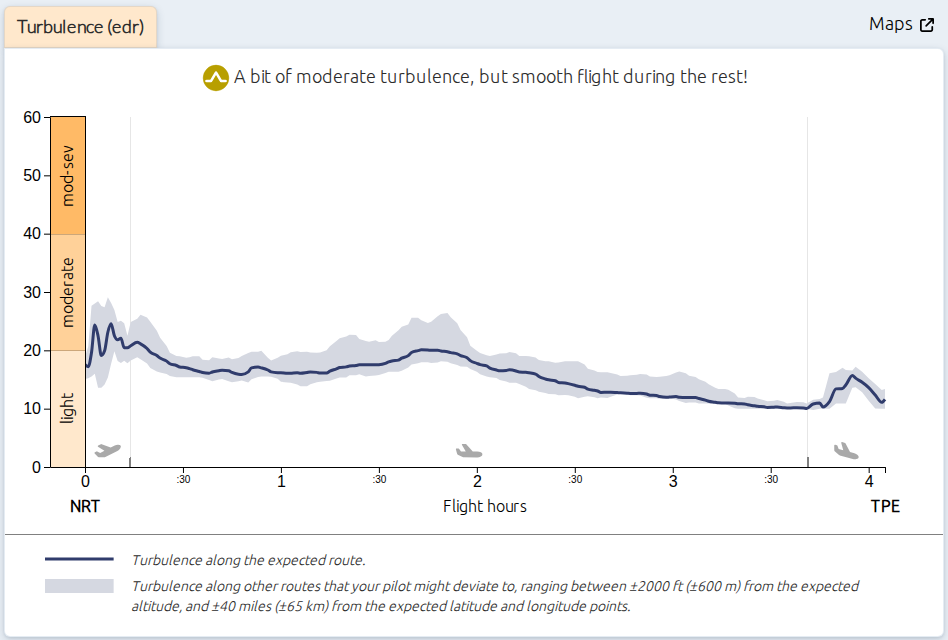 Turbulence (edr)
Maps
A bit of moderate turbulence, but smooth flight during the rest!
60
50
40
30
20
10
0
mod-sev
moderate
light
0 :30 1 :30 2 :30 3 :30 4
NRT Flight hours TPE
Turbulence along the expected route.
Turbulence along other routes that your pilot might deviate to, ranging between ±2000 ft (±600 m) from the expected
altitude, and ±40 miles (±65 km) from the expected latitude and longitude points.